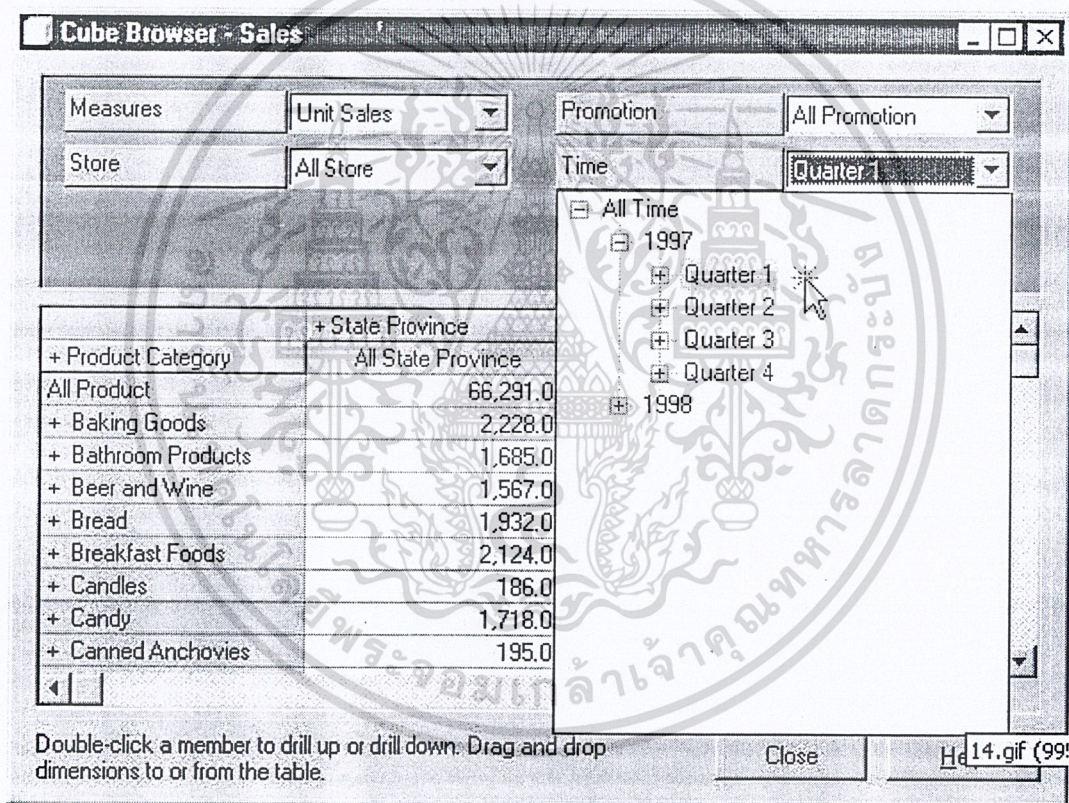 Cube Browser - Sales
Measures Unit Sales Promotion All Promotion
Store All Store Time Quarter 1
All Time
1997
Quarter 1
Quarter 2
Quarter 3
Quarter 4
1998
+ State Province
+ Product Category All State Province
All Product 66,291.0
+ Baking Goods 2,228.0
+ Bathroom Products 1,685.0
+ Beer and Wine 1,567.0
+ Bread 1,932.0
+ Breakfast Foods 2,124.0
+ Candles 186.0
+ Candy 1,718.0
+ Canned Anchovies 195.0
Double-click a member to drill up or drill down. Drag and drop
dimensions to or from the table.
Close He 14.gif (99